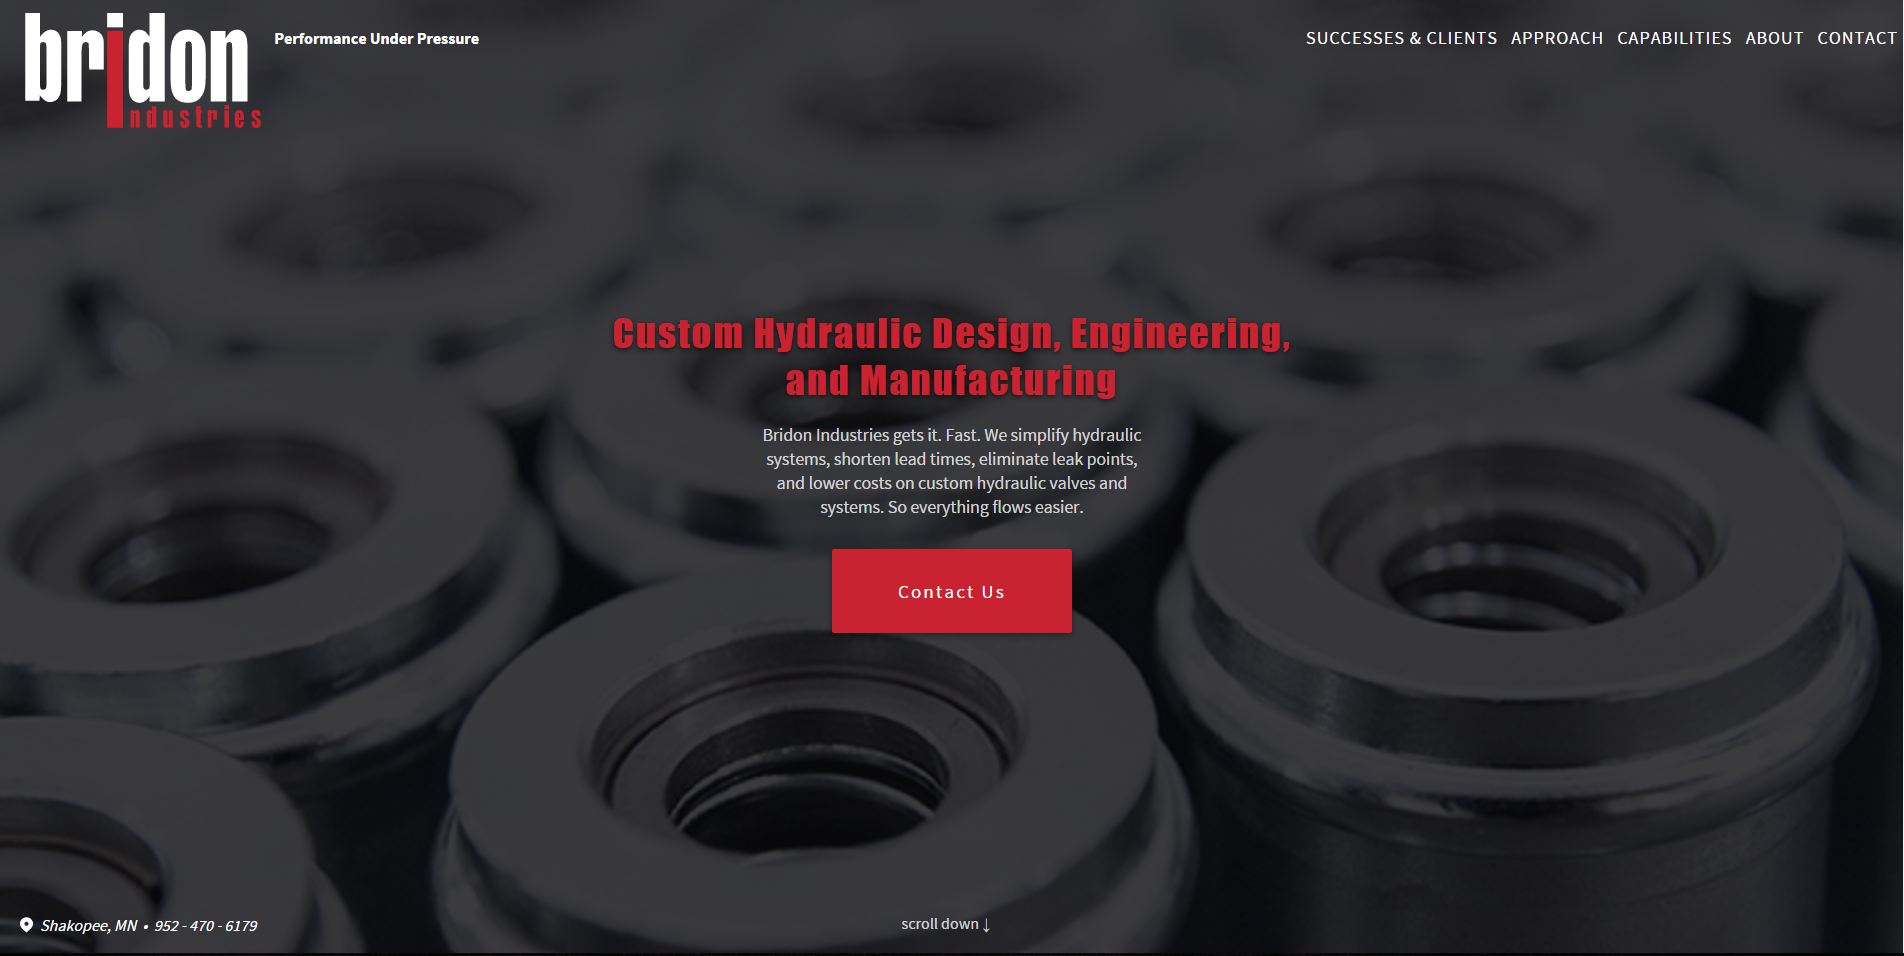 bridon
industries
Performance Under Pressure
SUCCESSES & CLIENTS APPROACH CAPABILITIES ABOUT CONTACT
Custom Hydraulic Design, Engineering,
and Manufacturing
Bridon Industries gets it. Fast. We simplify hydraulic
systems, shorten lead times, eliminate leak points,
and lower costs on custom hydraulic valves and
systems. So everything flows easier.
Contact Us
Shakopee, MN • 952 - 470 - 6179
scroll down ↓